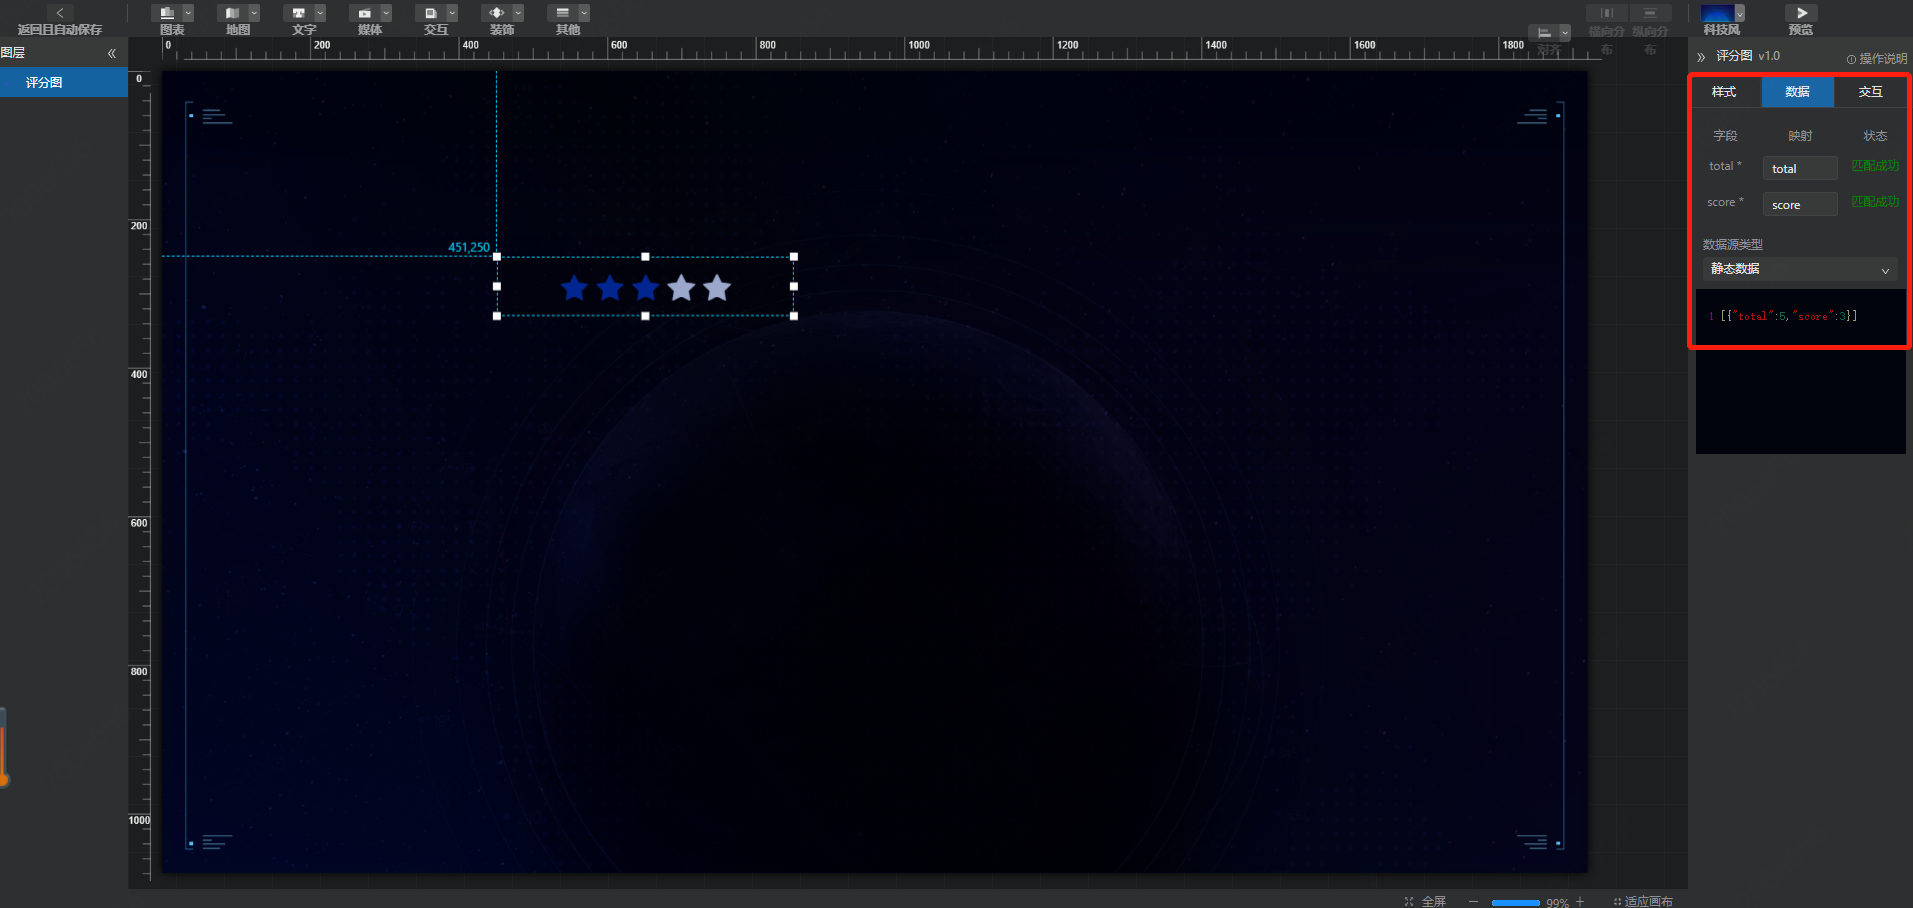 返回且自动保存
图表
地图
文字
媒体
交互
装饰
其他
对齐
横向分布
纵向分布
科技风
预览
图层
评分图
0 200 400 600 800 1000 1200 1400 1600 1800
0
200
400
600
800
1000
451,250
评分图 v1.0
操作说明
样式 数据 交互
字段 映射 状态
total * total 匹配成功
score * score 匹配成功
数据源类型
静态数据
1 [{"total":5,"score":3}]
全屏 99% 适应画布